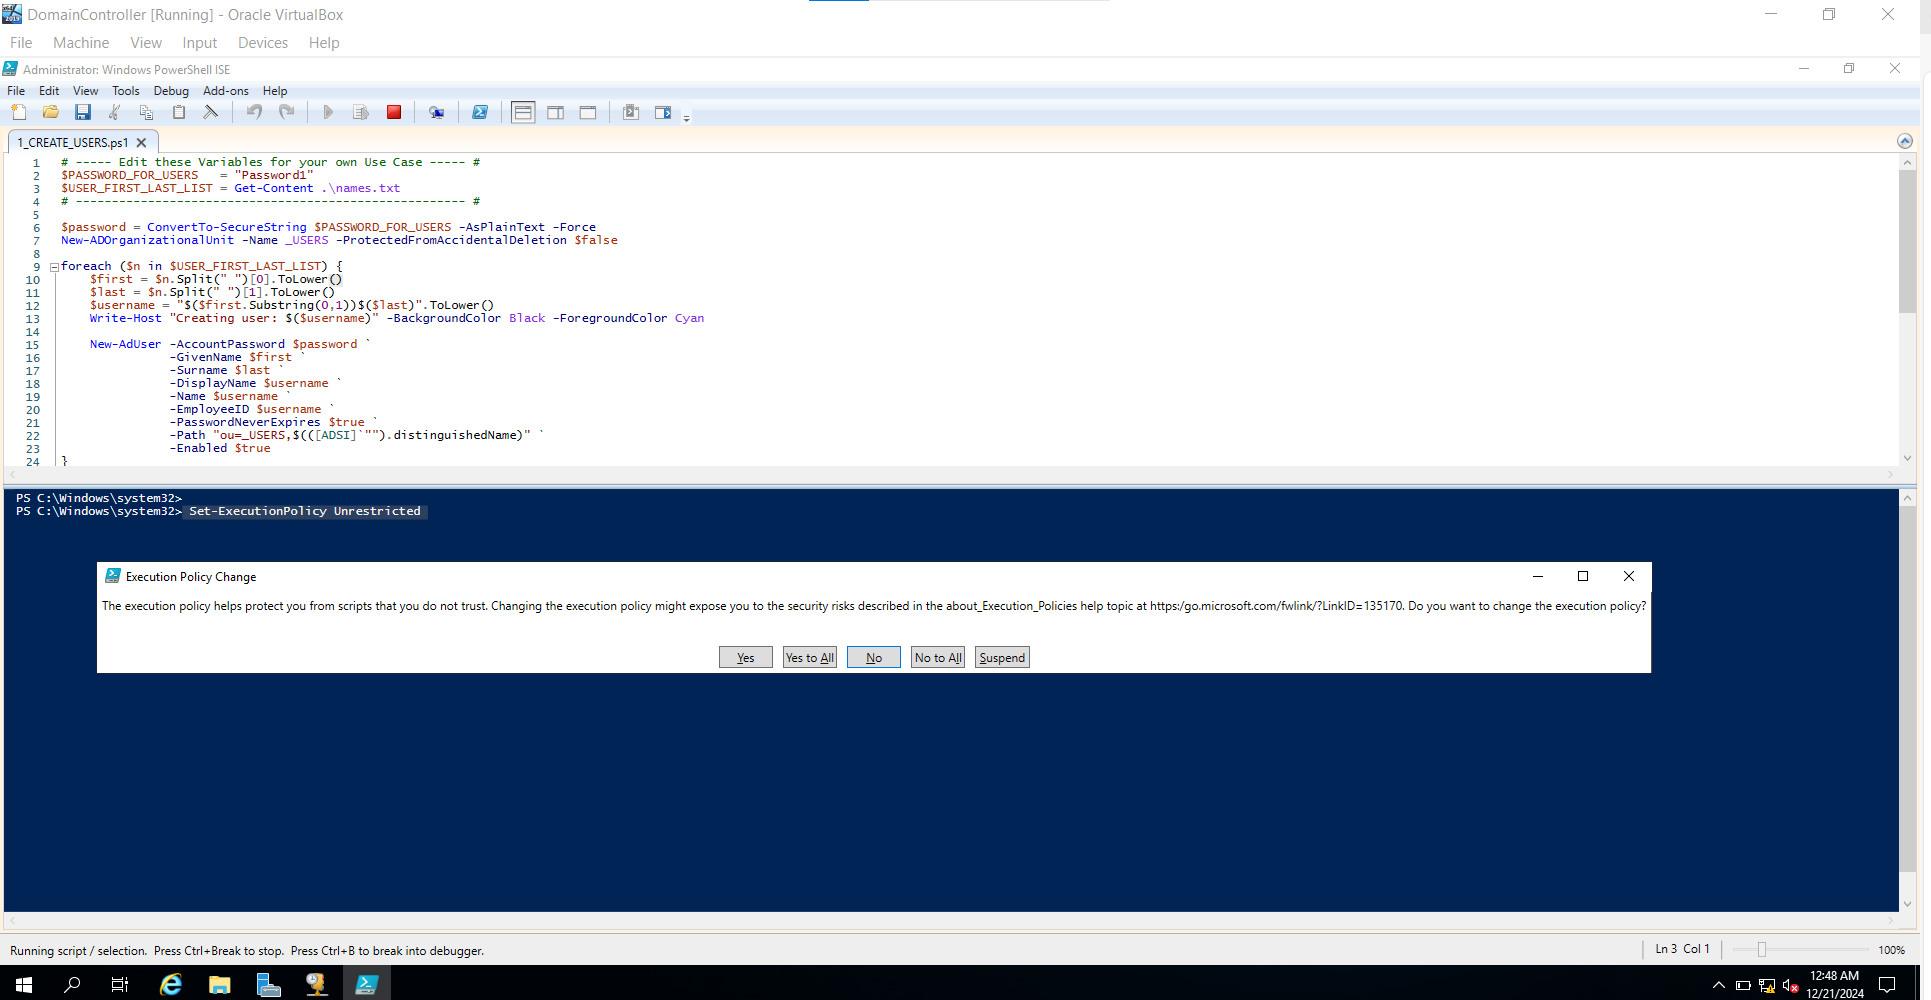 DomainController [Running] - Oracle VirtualBox
File Machine View Input Devices Help
Administrator: Windows PowerShell ISE
File Edit View Tools Debug Add-ons Help
1_CREATE_USERS.ps1
1 # ----- Edit these Variables for your own Use Case ----- #
2 $PASSWORD_FOR_USERS   = "Password1"
3 $USER_FIRST_LAST_LIST = Get-Content .\names.txt
4 # ------------------------------------------------------ #
5
6 $password = ConvertTo-SecureString $PASSWORD_FOR_USERS -AsPlainText -Force
7 New-ADOrganizationalUnit -Name _USERS -ProtectedFromAccidentalDeletion $false
8
9 foreach ($n in $USER_FIRST_LAST_LIST) {
10     $first = $n.Split(" ")[0].ToLower()
11     $last = $n.Split(" ")[1].ToLower()
12     $username = "$($first.Substring(0,1))$($last)".ToLower()
13     Write-Host "Creating user: $($username)" -BackgroundColor Black -ForegroundColor Cyan
14
15     New-AdUser -AccountPassword $password `
16                -GivenName $first `
17                -Surname $last `
18                -DisplayName $username `
19                -Name $username `
20                -EmployeeID $username `
21                -PasswordNeverExpires $true `
22                -Path "ou=_USERS,$(([ADSI]`"").distinguishedName)" `
23                -Enabled $true
24 }
PS C:\Windows\system32>
PS C:\Windows\system32> Set-ExecutionPolicy Unrestricted
Execution Policy Change
The execution policy helps protect you from scripts that you do not trust. Changing the execution policy might expose you to the security risks described in the about_Execution_Policies help topic at https:/go.microsoft.com/fwlink/?LinkID=135170. Do you want to change the execution policy?
Yes Yes to All No No to All Suspend
Running script / selection.  Press Ctrl+Break to stop.  Press Ctrl+B to break into debugger.
Ln 3  Col 1
100%
12:48 AM
12/21/2024